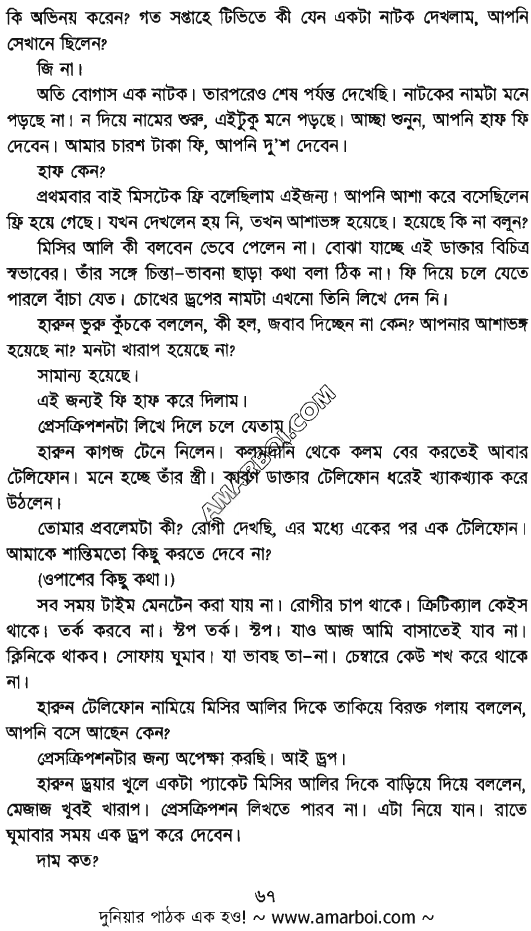 কি অভিনয় করেন? গত সপ্তাহে টিভিতে কী যেন একটা নাটক দেখলাম, আপনি
সেখানে ছিলেন?
জি না।
অতি বোগাস এক নাটক। তারপরেও শেষ পর্যন্ত দেখেছি। নাটকের নামটা মনে
পড়ছে না। ন দিয়ে নামের শুরু, এইটুকু মনে পড়ছে। আচ্ছা শুনুন, আপনি হাফ ফি
দেবেন। আমার চারশ টাকা ফি, আপনি দু'শ দেবেন।
হাফ কেন?
প্রথমবার বাই মিসটেক ফ্রি বলেছিলাম এইজন্য। আপনি আশা করে বসেছিলেন
ফ্রি হয়ে গেছে। যখন দেখলেন হয় নি, তখন আশাভঙ্গ হয়েছে। হয়েছে কি না বলুন?
মিসির আলি কী বলবেন ভেবে পেলেন না। বোঝা যাচ্ছে এই ডাক্তার বিচিত্র
স্বভাবের। তাঁর সঙ্গে চিন্তা-ভাবনা ছাড়া কথা বলা ঠিক না। ফি দিয়ে চলে যেতে
পারলে বাঁচা যেত। চোখের ড্রপের নামটা এখনো তিনি লিখে দেন নি।
হারুন ভুরু কুঁচকে বললেন, কী হল, জবাব দিচ্ছেন না কেন? আপনার আশাভঙ্গ
হয়েছে না? মনটা খারাপ হয়েছে না?
সামান্য হয়েছে।
এই জন্যই ফি হাফ করে দিলাম।
প্রেসক্রিপশনটা লিখে দিলে চলে যেতাম
হারুন কাগজ টেনে নিলেন। কলমদানি থেকে কলম বের করতেই আবার
টেলিফোন। মনে হচ্ছে তাঁর স্ত্রী। কারণ ডাক্তার টেলিফোন ধরেই খ্যাকখ্যাক করে
উঠলেন।
তোমার প্রবলেমটা কী? রোগী দেখছি, এর মধ্যে একের পর এক টেলিফোন।
আমাকে শান্তিমতো কিছু করতে দেবে না?
(ওপাশের কিছু কথা।)
সব সময় টাইম মেনটেন করা যায় না। রোগীর চাপ থাকে। ক্রিটিক্যাল কেইস
থাকে। তর্ক করবে না। স্টপ তর্ক। স্টপ। যাও আজ আমি বাসাতেই যাব না।
ক্লিনিকে থাকব। সোফায় ঘুমাব। যা ভাবছ তা-না। চেম্বারে কেউ শখ করে থাকে
না।
হারুন টেলিফোন নামিয়ে মিসির আলির দিকে তাকিয়ে বিরক্ত গলায় বললেন,
আপনি বসে আছেন কেন?
প্রেসক্রিপশনটার জন্য অপেক্ষা করছি। আই ড্রপ।
হারুন ড্রয়ার খুলে একটা প্যাকেট মিসির আলির দিকে বাড়িয়ে দিয়ে বললেন,
মেজাজ খুবই খারাপ। প্রেসক্রিপশন লিখতে পারব না। এটা নিয়ে যান। রাতে
ঘুমাবার সময় এক ড্রপ করে দেবেন।
দাম কত?
৬৭
দুনিয়ার পাঠক এক হও! ~ www.amarboi.com ~
AMARBOI.COM